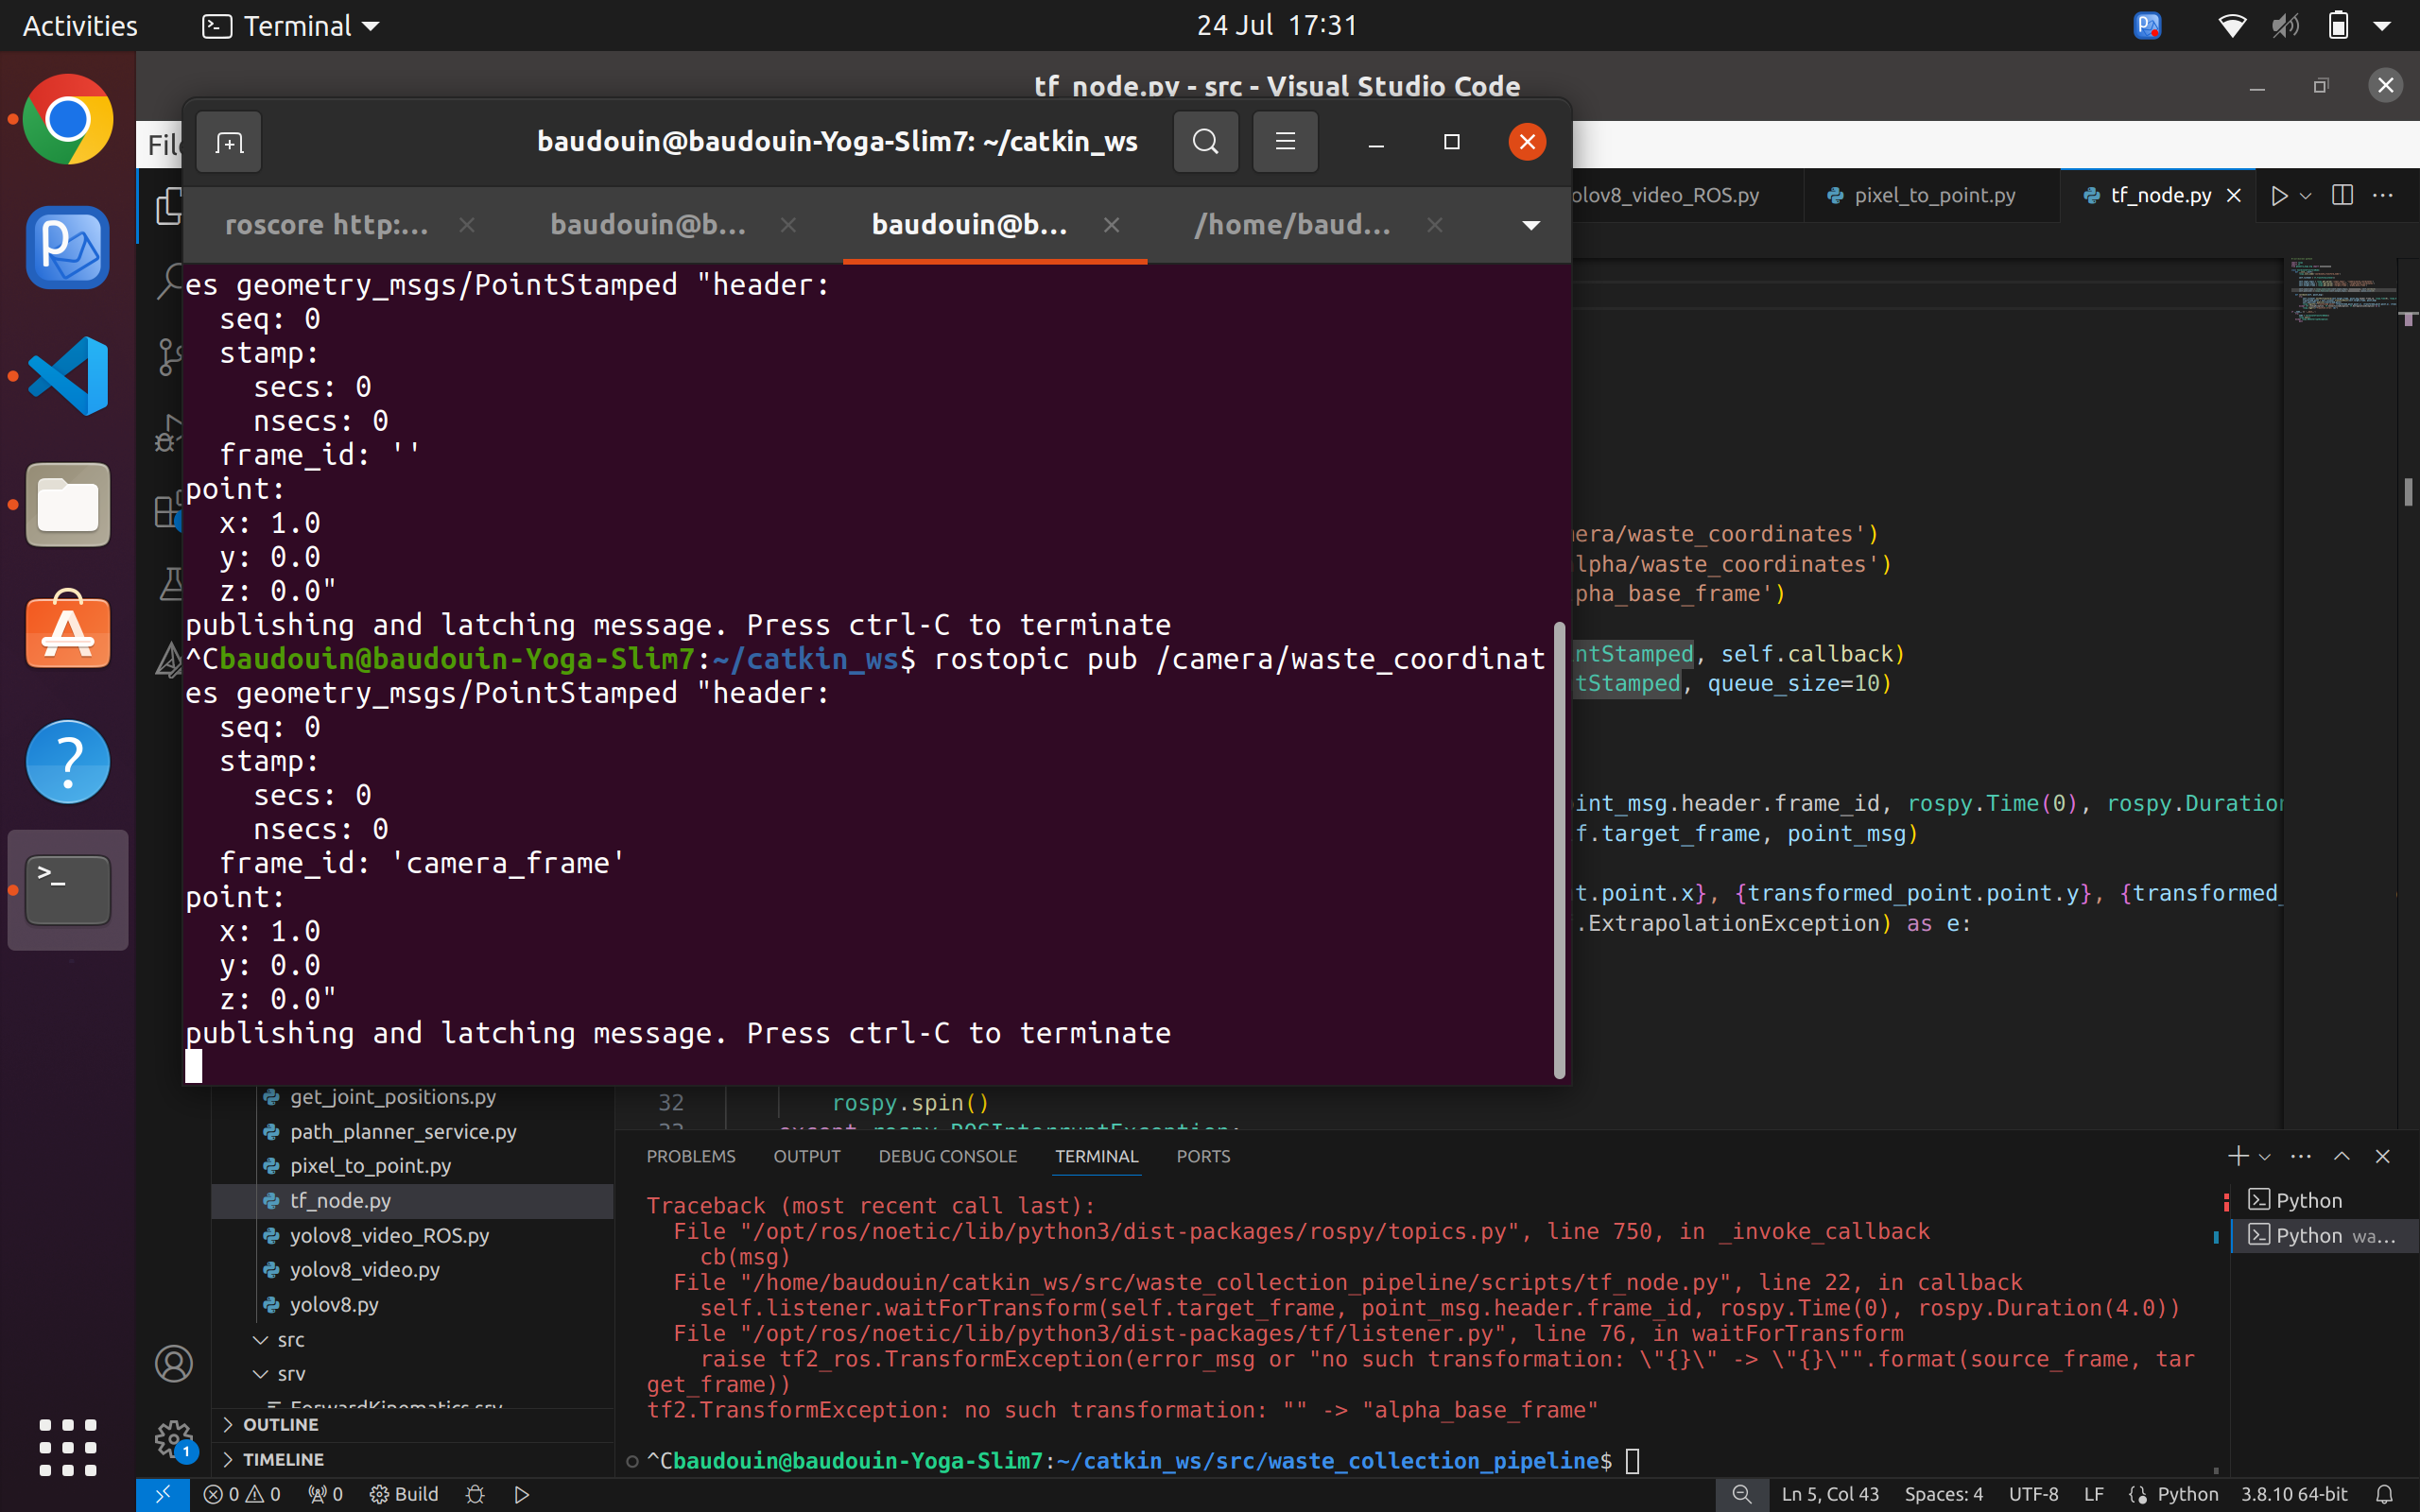 Activities
Terminal
24 Jul 17:31
tf_node.py - src - Visual Studio Code
baudouin@baudouin-Yoga-Slim7: ~/catkin_ws
roscore http:...
baudouin@b...
baudouin@b...
/home/baud...
olov8_video_ROS.py
pixel_to_point.py
tf_node.py
es geometry_msgs/PointStamped "header:
  seq: 0
  stamp:
    secs: 0
    nsecs: 0
  frame_id: ''
point:
  x: 1.0
  y: 0.0
  z: 0.0"
publishing and latching message. Press ctrl-C to terminate
^Cbaudouin@baudouin-Yoga-Slim7:~/catkin_ws$ rostopic pub /camera/waste_coordinat
es geometry_msgs/PointStamped "header:
  seq: 0
  stamp:
    secs: 0
    nsecs: 0
  frame_id: 'camera_frame'
point:
  x: 1.0
  y: 0.0
  z: 0.0"
publishing and latching message. Press ctrl-C to terminate
mera/waste_coordinates')
lpha/waste_coordinates')
pha_base_frame')
ntStamped, self.callback)
tStamped, queue_size=10)
int_msg.header.frame_id, rospy.Time(0), rospy.Duration
f.target_frame, point_msg)
t.point.x}, {transformed_point.point.y}, {transformed_
.ExtrapolationException) as e:
32 rospy.spin()
33 except rospy.ROSInterruptException:
get_joint_positions.py
path_planner_service.py
pixel_to_point.py
tf_node.py
yolov8_video_ROS.py
yolov8_video.py
yolov8.py
src
srv
ForwardKinematics.srv
OUTLINE
TIMELINE
PROBLEMS OUTPUT DEBUG CONSOLE TERMINAL PORTS
Traceback (most recent call last):
  File "/opt/ros/noetic/lib/python3/dist-packages/rospy/topics.py", line 750, in _invoke_callback
    cb(msg)
  File "/home/baudouin/catkin_ws/src/waste_collection_pipeline/scripts/tf_node.py", line 22, in callback
    self.listener.waitForTransform(self.target_frame, point_msg.header.frame_id, rospy.Time(0), rospy.Duration(4.0))
  File "/opt/ros/noetic/lib/python3/dist-packages/tf/listener.py", line 76, in waitForTransform
    raise tf2_ros.TransformException(error_msg or "no such transformation: \"{}\" -> \"{}\"".format(source_frame, tar
get_frame))
tf2.TransformException: no such transformation: "" -> "alpha_base_frame"
^Cbaudouin@baudouin-Yoga-Slim7:~/catkin_ws/src/waste_collection_pipeline$
Python
Python wa...
1
0 0 0 Build
Ln 5, Col 43 Spaces: 4 UTF-8 LF Python 3.8.10 64-bit